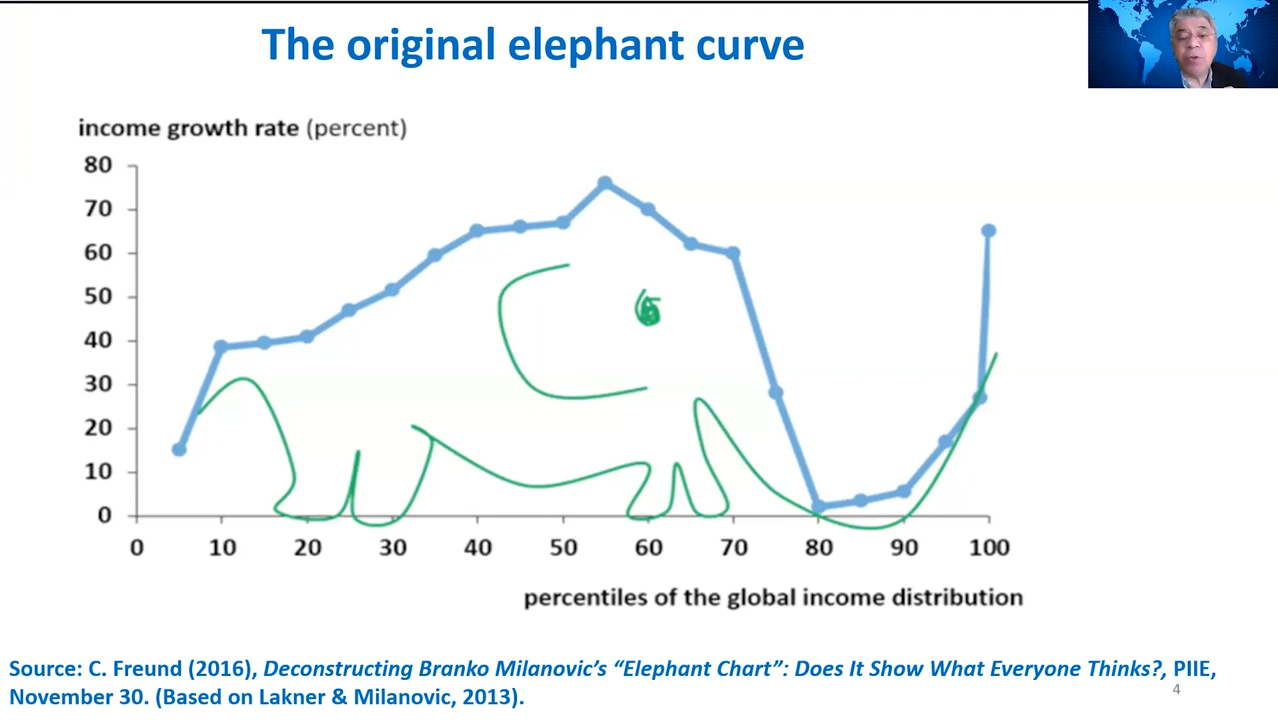 The original elephant curve
income growth rate (percent)
80
70
60
50
40
30
20
10
0
0 10 20 30 40 50 60 70 80 90 100
percentiles of the global income distribution
Source: C. Freund (2016), Deconstructing Branko Milanovic’s “Elephant Chart”: Does It Show What Everyone Thinks?, PIIE,
November 30. (Based on Lakner & Milanovic, 2013).
4